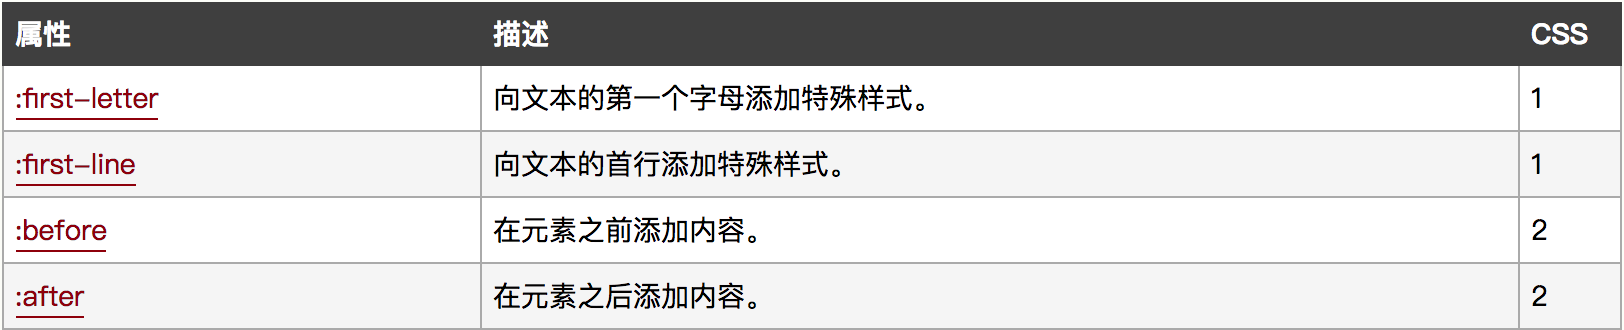 属性 描述 CSS
:first-letter 向文本的第一个字母添加特殊样式。 1
:first-line 向文本的首行添加特殊样式。 1
:before 在元素之前添加内容。 2
:after 在元素之后添加内容。 2